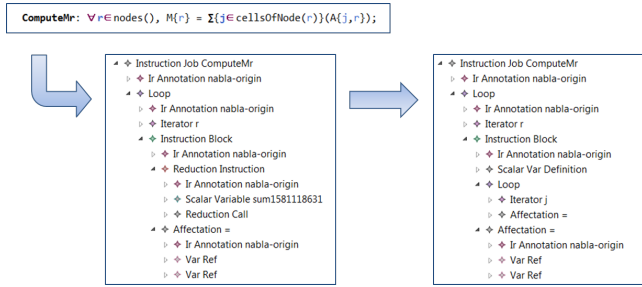 ComputeMr: ∀r∈nodes(), M{r} = ∑{j∈cellsOfNode(r)}(A{j,r});
Instruction Job ComputeMr
Ir Annotation nabla-origin
Loop
Ir Annotation nabla-origin
Iterator r
Instruction Block
Ir Annotation nabla-origin
Reduction Instruction
Ir Annotation nabla-origin
Scalar Variable sum1581118631
Reduction Call
Affectation =
Ir Annotation nabla-origin
Var Ref
Var Ref
Instruction Job ComputeMr
Ir Annotation nabla-origin
Loop
Ir Annotation nabla-origin
Iterator r
Instruction Block
Ir Annotation nabla-origin
Scalar Var Definition
Loop
Iterator j
Affectation =
Affectation =
Ir Annotation nabla-origin
Var Ref
Var Ref